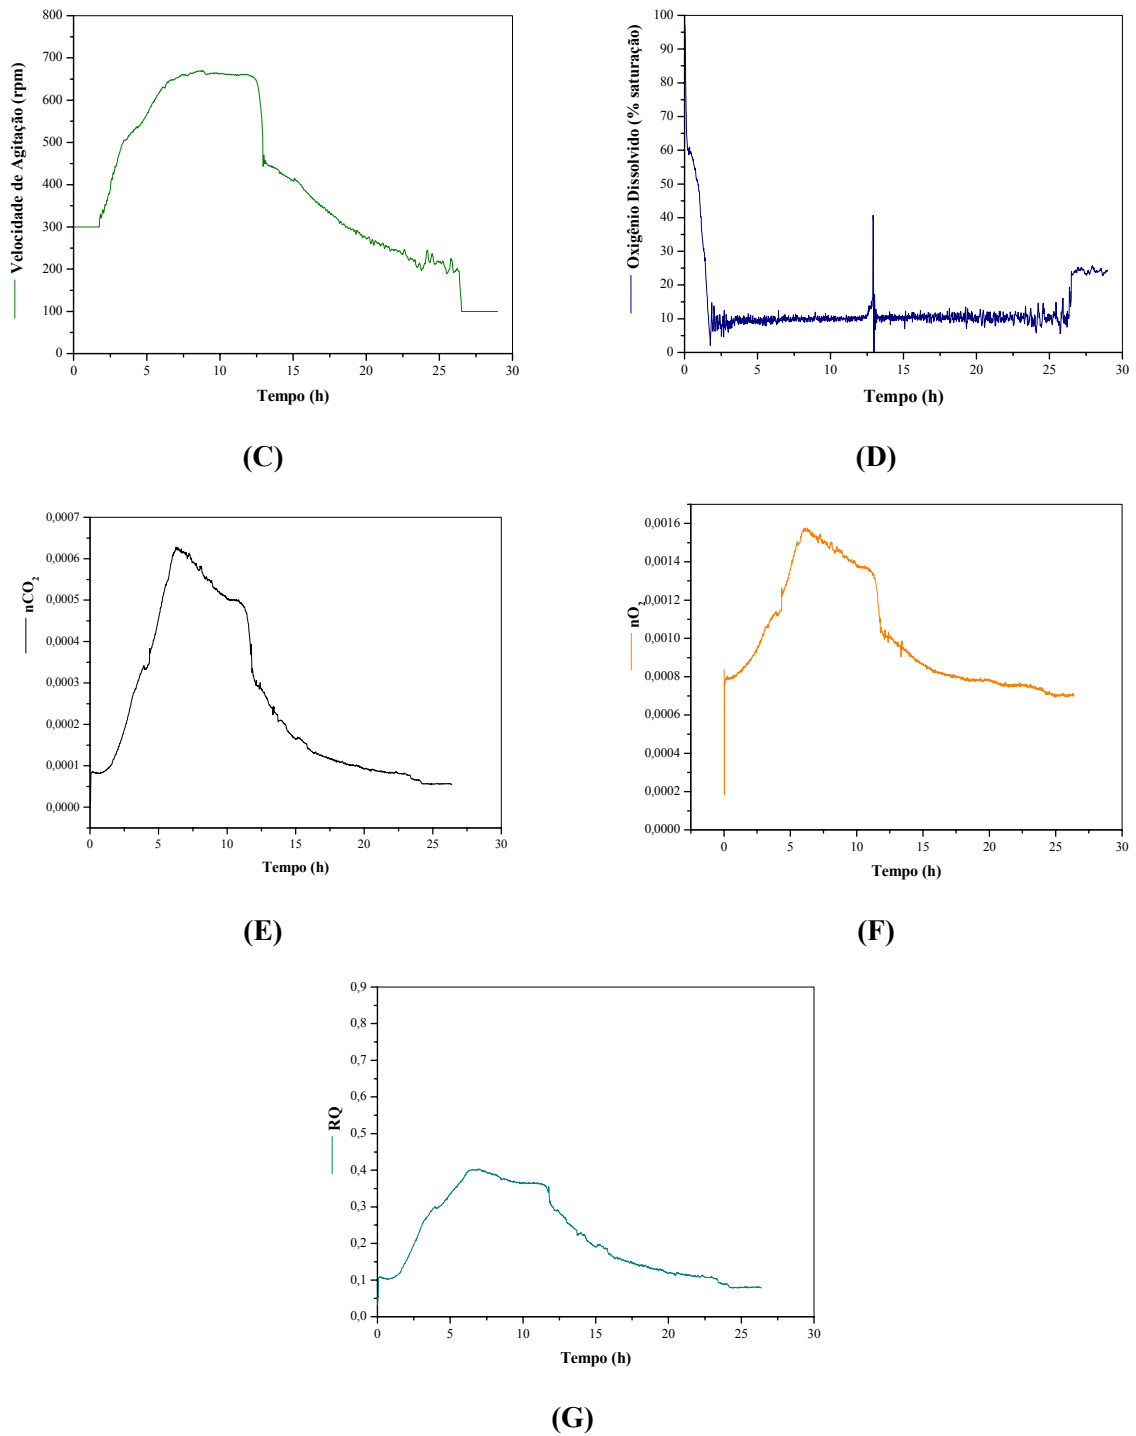 800
700
600
500
400
300
200
100
0
0 5 10 15 20 25 30
Velocidade de Agitação (rpm)
Tempo (h)
(C)
100
90
80
70
60
50
40
30
20
10
0
0 5 10 15 20 25 30
Oxigênio Dissolvido (% saturação)
Tempo (h)
(D)
0,0007
0,0006
0,0005
0,0004
0,0003
0,0002
0,0001
0,0000
0 5 10 15 20 25 30
nCO₂
Tempo (h)
(E)
0,0016
0,0014
0,0012
0,0010
0,0008
0,0006
0,0004
0,0002
0,0000
0 5 10 15 20 25 30
nO₂
Tempo (h)
(F)
0,9
0,8
0,7
0,6
0,5
0,4
0,3
0,2
0,1
0,0
0 5 10 15 20 25 30
RQ
Tempo (h)
(G)